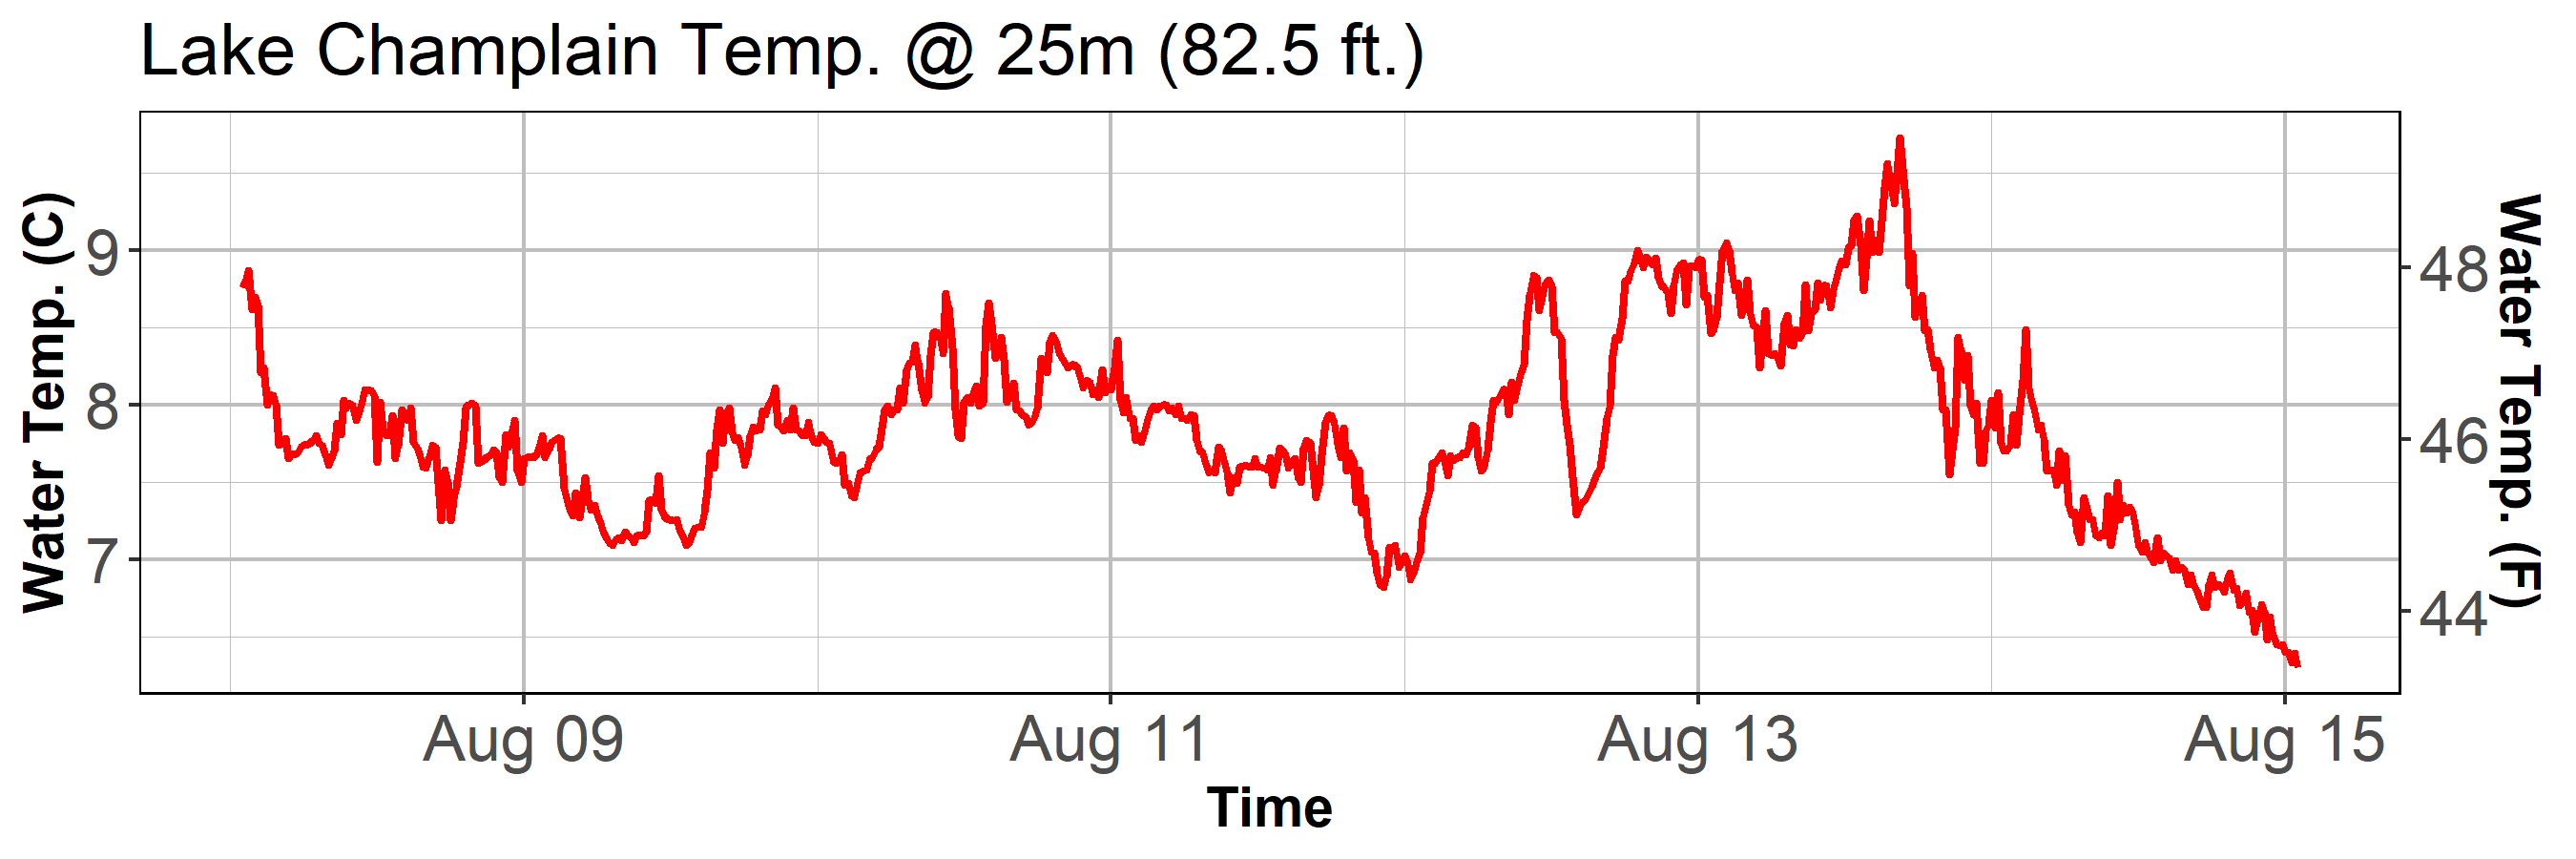 Lake Champlain Temp. @ 25m (82.5 ft.)
Water Temp. (C)
9
8
7
48
46
44
Water Temp. (F)
Aug 09
Aug 11
Aug 13
Aug 15
Time